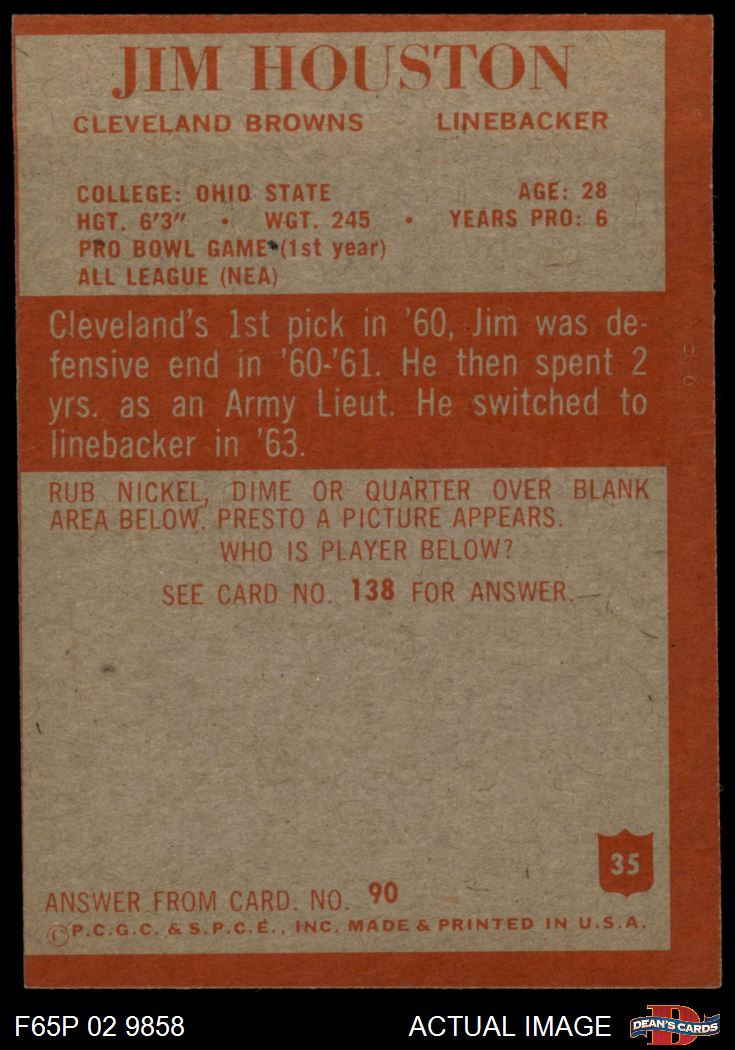 JIM HOUSTON
CLEVELAND BROWNS LINEBACKER
COLLEGE: OHIO STATE AGE: 28
HGT. 6'3" • WGT. 245 • YEARS PRO: 6
PRO BOWL GAME (1st year)
ALL LEAGUE (NEA)
Cleveland's 1st pick in '60, Jim was de-
fensive end in '60-'61. He then spent 2
yrs. as an Army Lieut. He switched to
linebacker in '63.
RUB NICKEL, DIME OR QUARTER OVER BLANK
AREA BELOW. PRESTO A PICTURE APPEARS.
WHO IS PLAYER BELOW?
SEE CARD NO. 138 FOR ANSWER.
35
ANSWER FROM CARD. NO. 90
©P.C.G.C. & S.P.C.E., INC. MADE & PRINTED IN U.S.A.
F65P 02 9858 ACTUAL IMAGE
D
DEAN'S CARDS